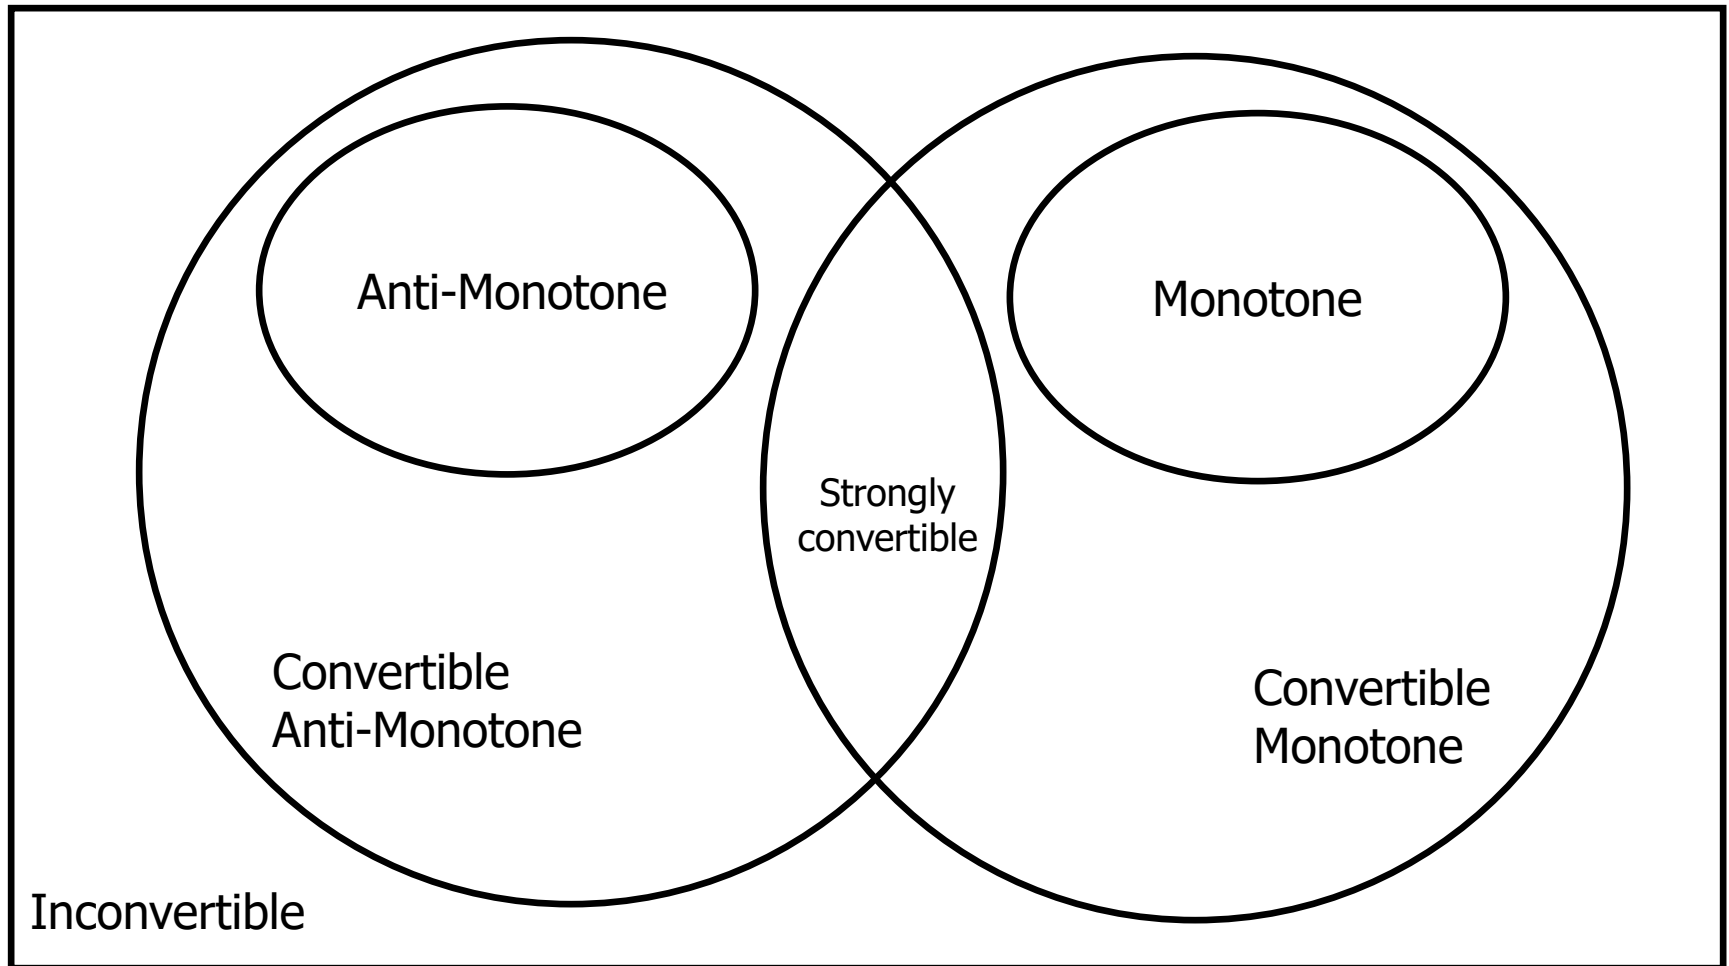 Anti-Monotone
Monotone
Strongly
convertible
Convertible
Anti-Monotone
Convertible
Monotone
Inconvertible